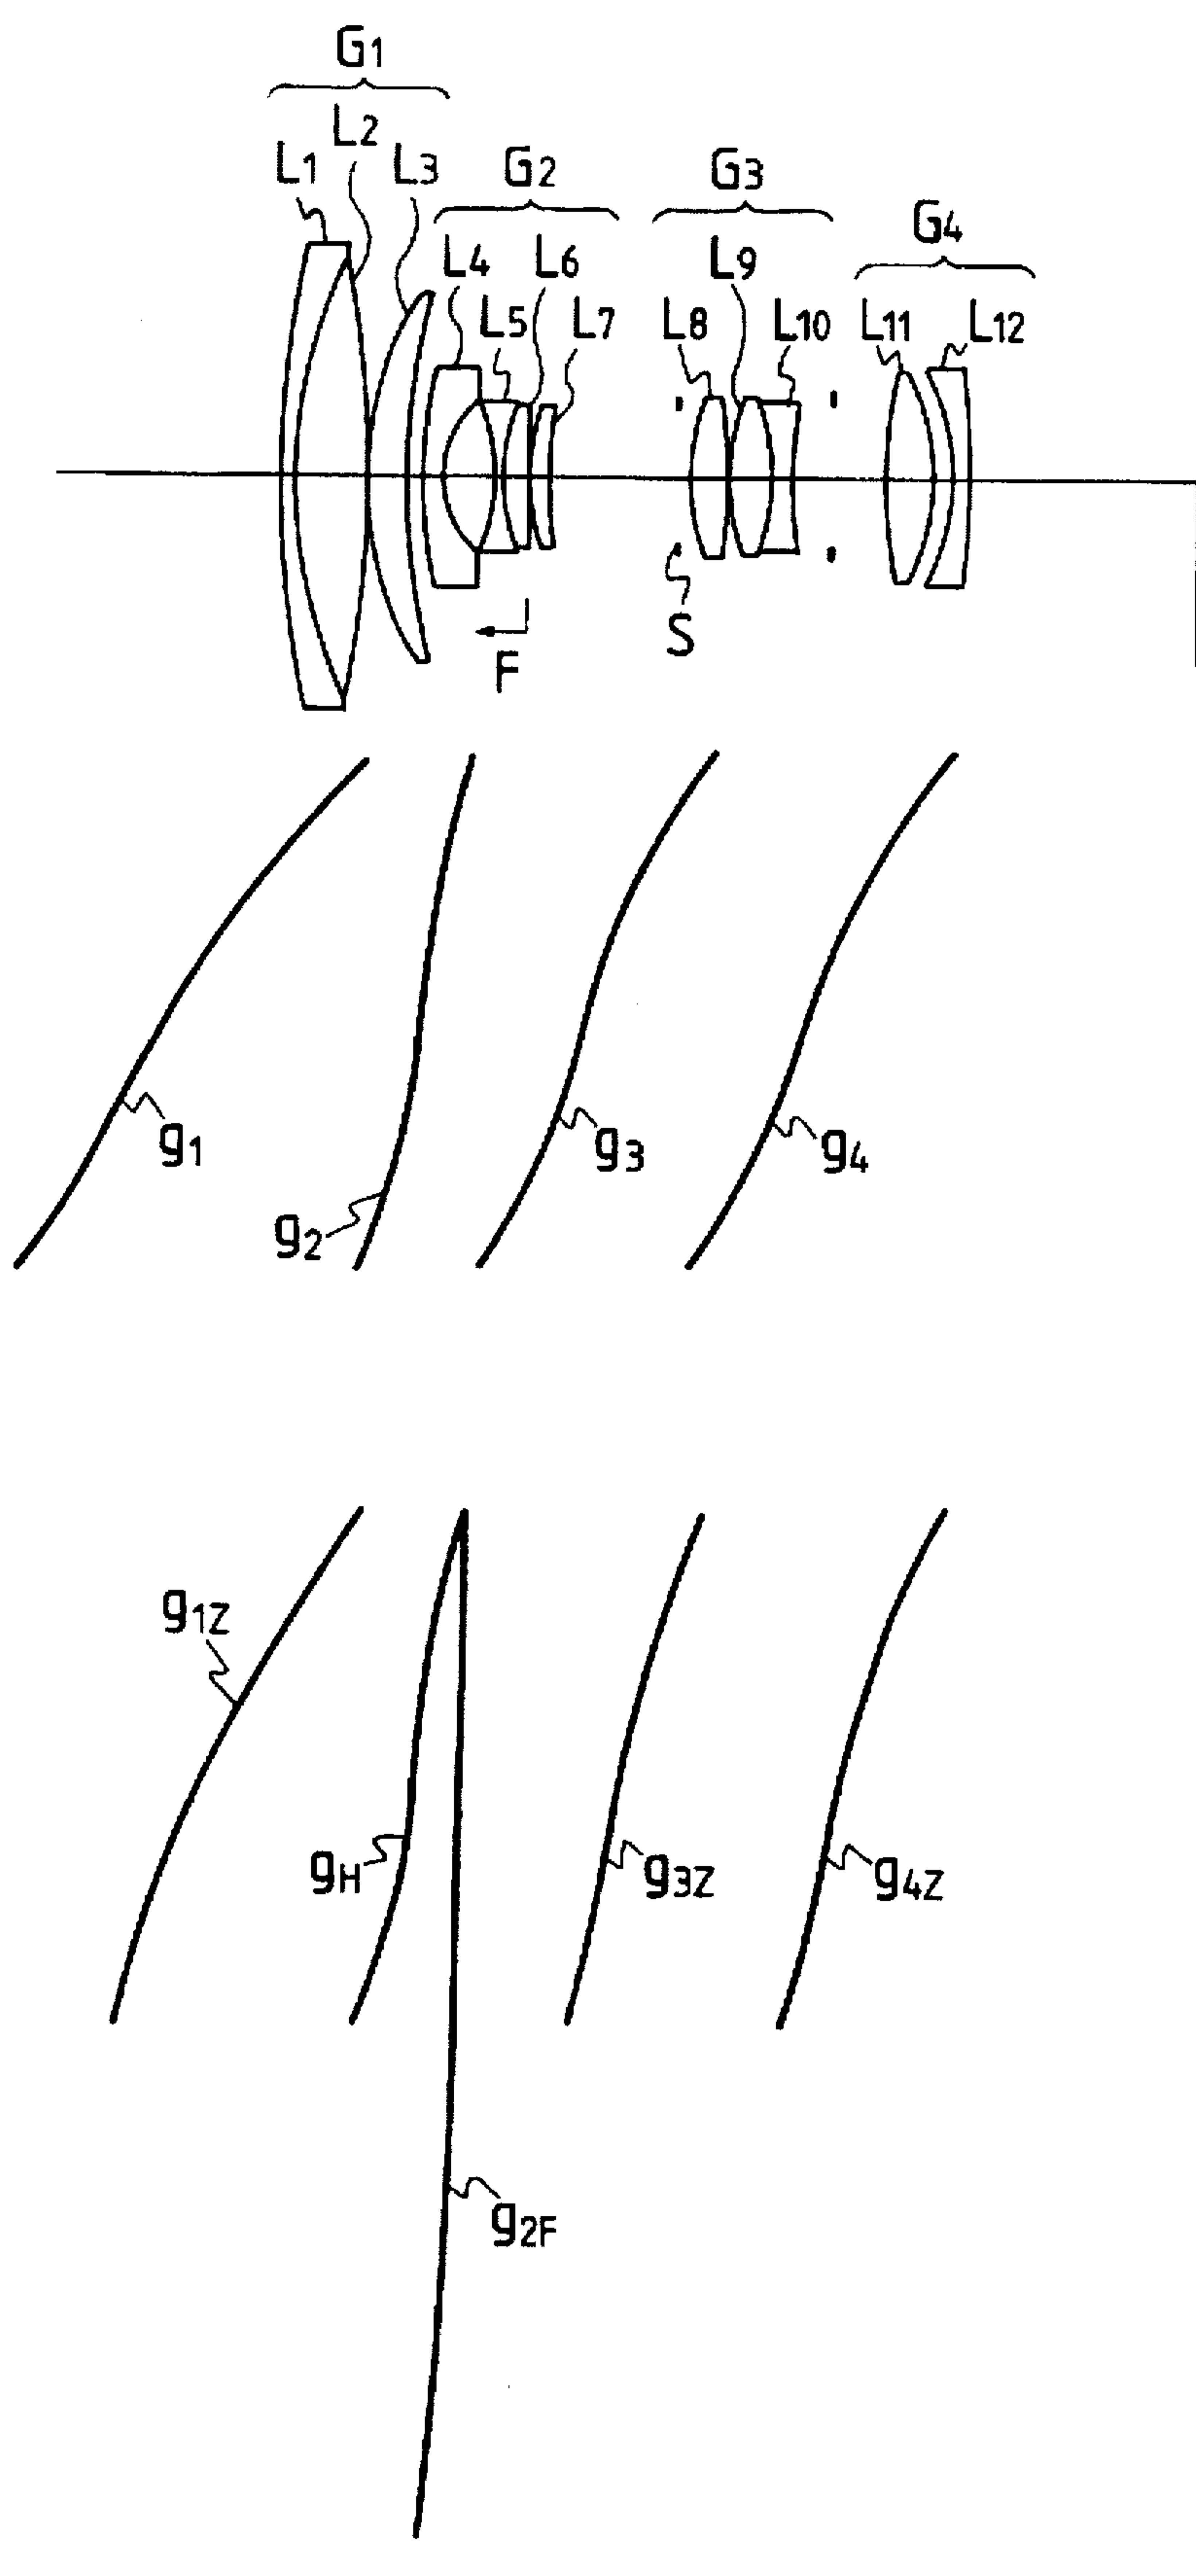 G1
L1 L2 L3
G2
L4 L5 L6 L7
G3
L8 L9 L10
G4
L11 L12
S
F
g1
g2
g3
g4
g1Z
gH
g3Z
g4Z
g2F